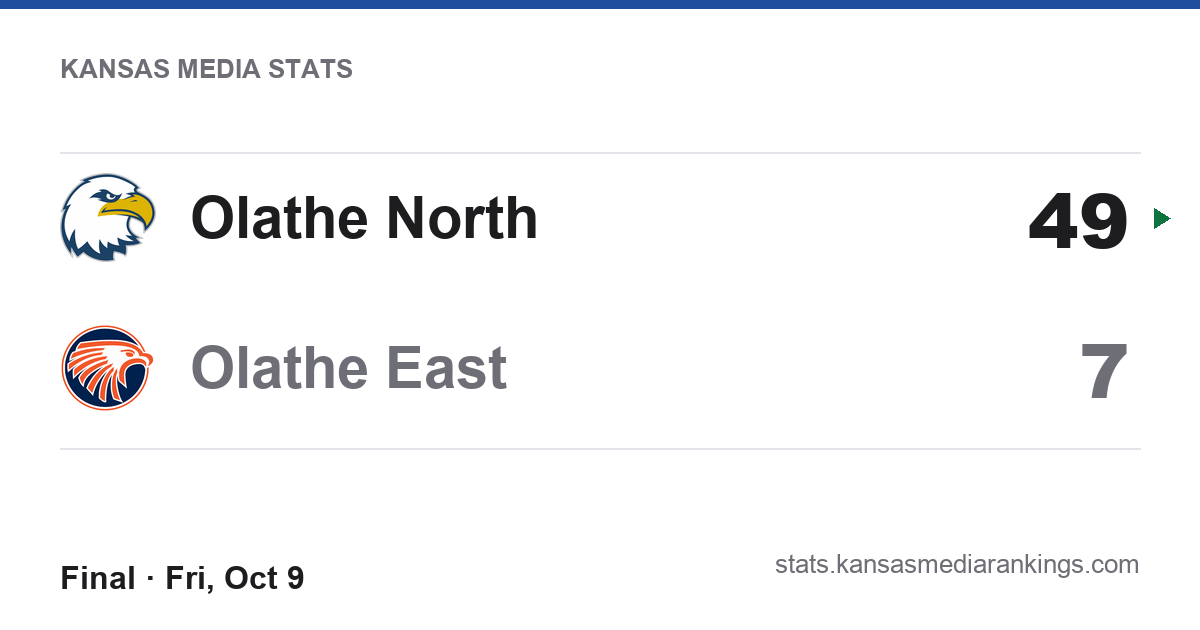 KANSAS MEDIA STATS
Olathe North 49
Olathe East 7
Final · Fri, Oct 9
stats.kansasmediarankings.com